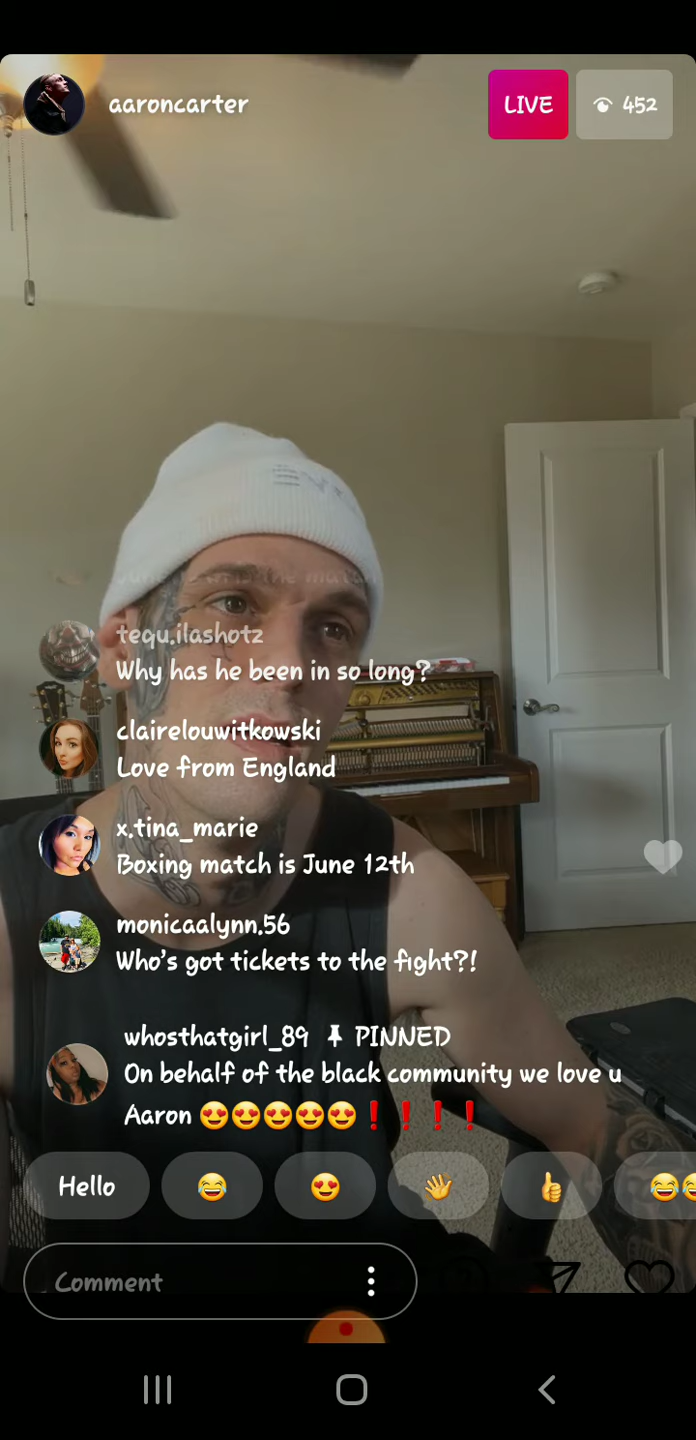 aaroncarter
LIVE
452
tequ.ilashotz
Why has he been in so long?
clairelouwitkowski
Love from England
x.tina_marie
Boxing match is June 12th
monicaalynn.56
Who's got tickets to the fight?!
whosthatgirl_89 📌 PINNED
On behalf of the black community we love u
Aaron 😍😍😍😍😍❗❗❗❗
Hello
Comment